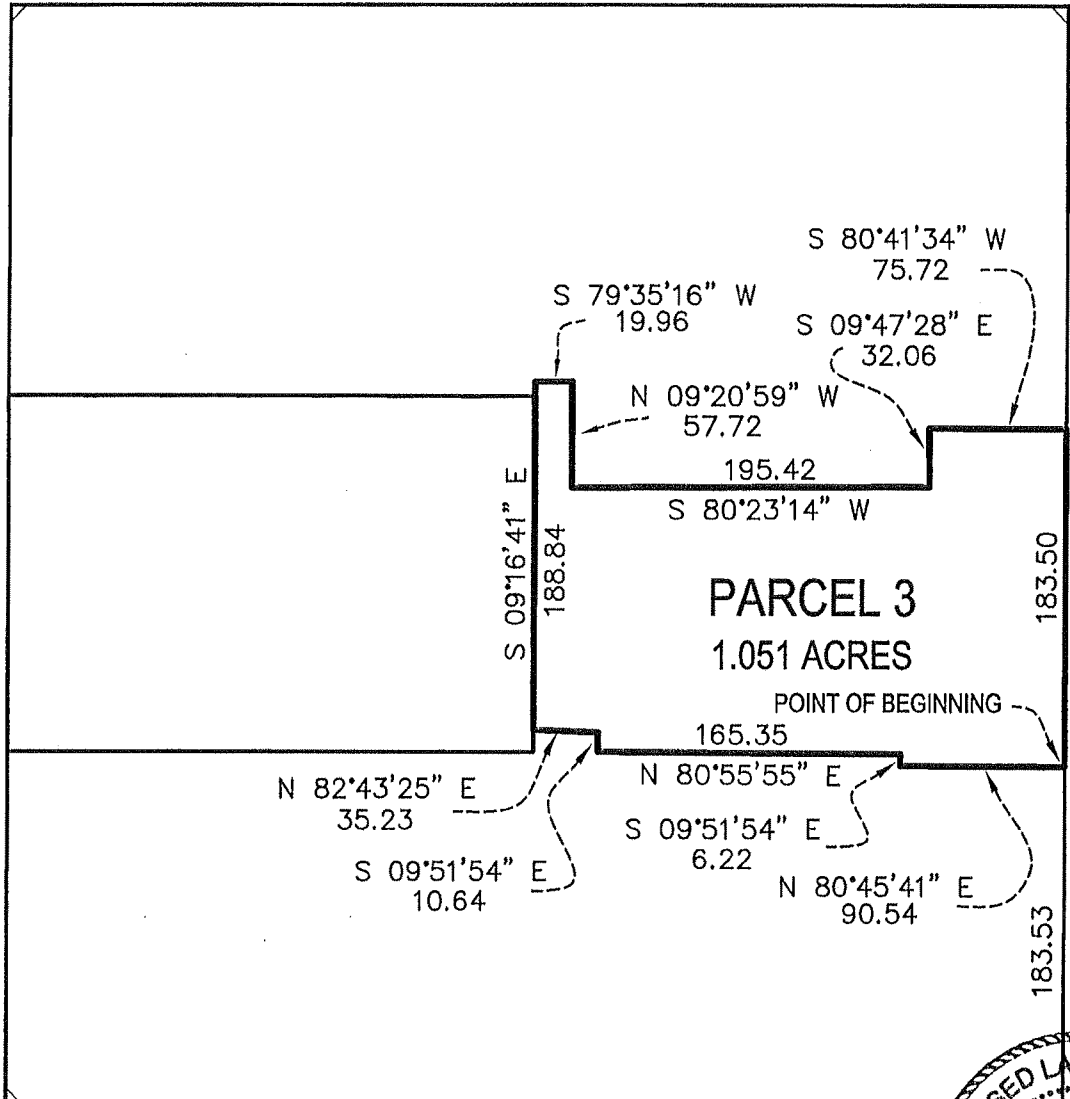 S 80°41'34" W
75.72
S 79°35'16" W
19.96
S 09°47'28" E
32.06
N 09°20'59" W
57.72
195.42
S 80°23'14" W
S 09°16'41" E
188.84
183.50
PARCEL 3
1.051 ACRES
POINT OF BEGINNING
165.35
N 80°55'55" E
N 82°43'25" E
35.23
S 09°51'54" E
6.22
S 09°51'54" E
10.64
N 80°45'41" E
90.54
183.53